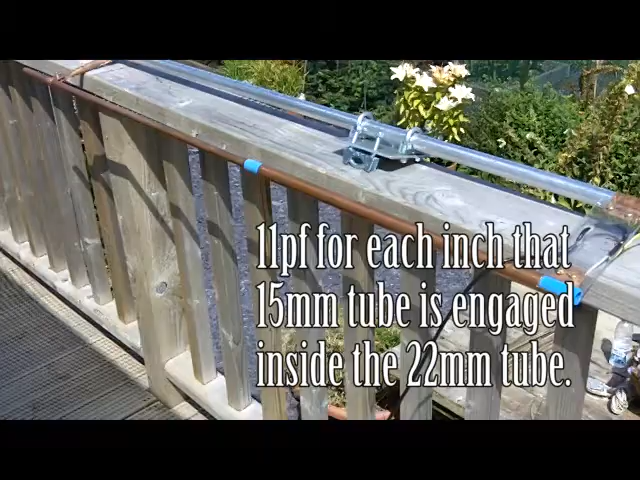 11pf for each inch that
15mm tube is engaged
inside the 22mm tube.